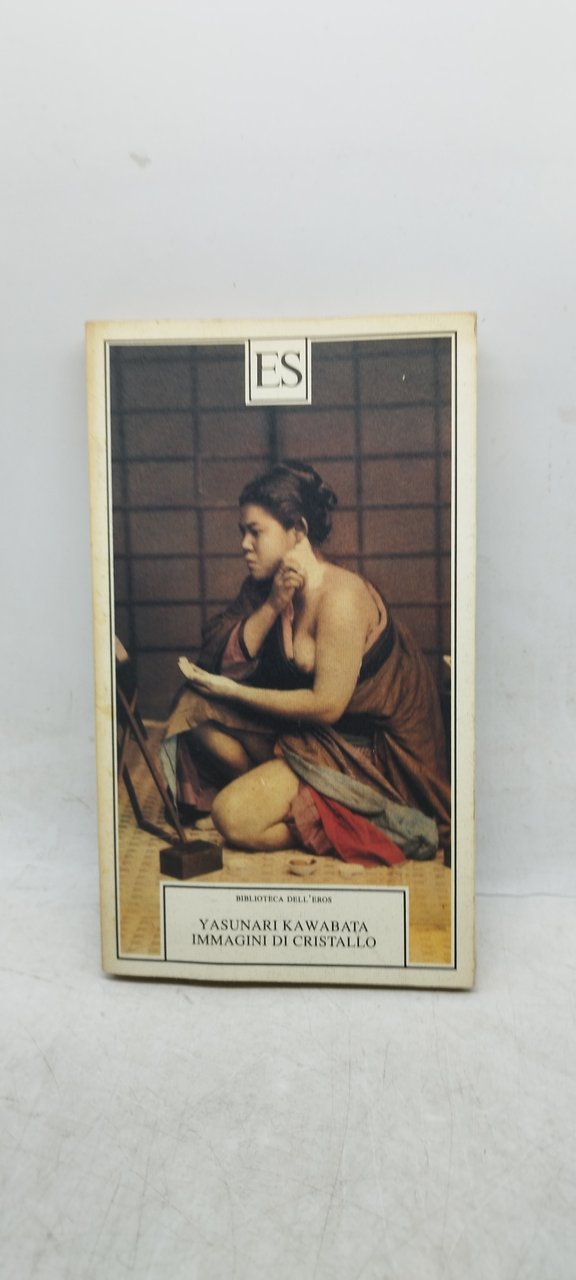 ES
BIBLIOTECA DELL'EROS
YASUNARI KAWABATA
IMMAGINI DI CRISTALLO